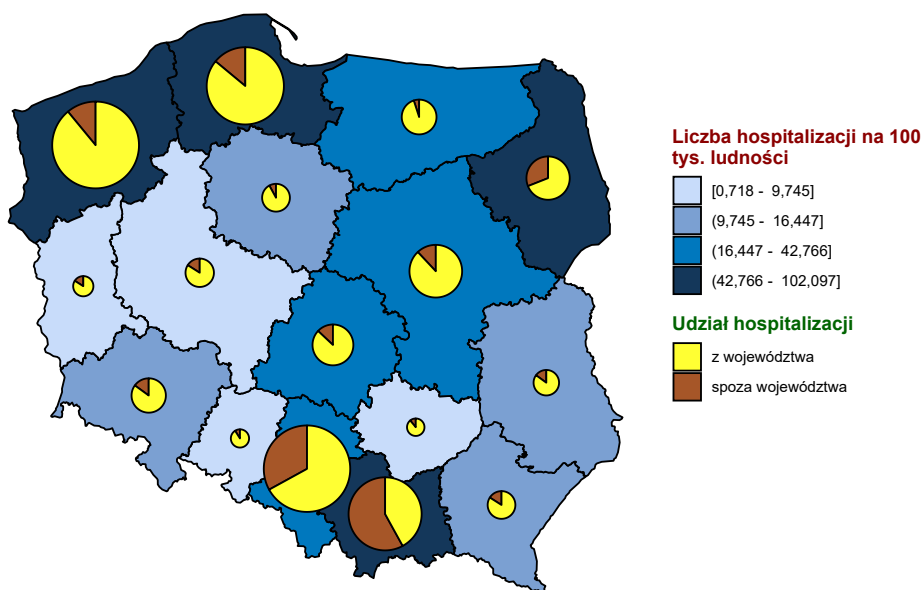 Liczba hospitalizacji na 100
tys. ludności
[0,718 - 9,745]
(9,745 - 16,447]
(16,447 - 42,766]
(42,766 - 102,097]
Udział hospitalizacji
z województwa
spoza województwa